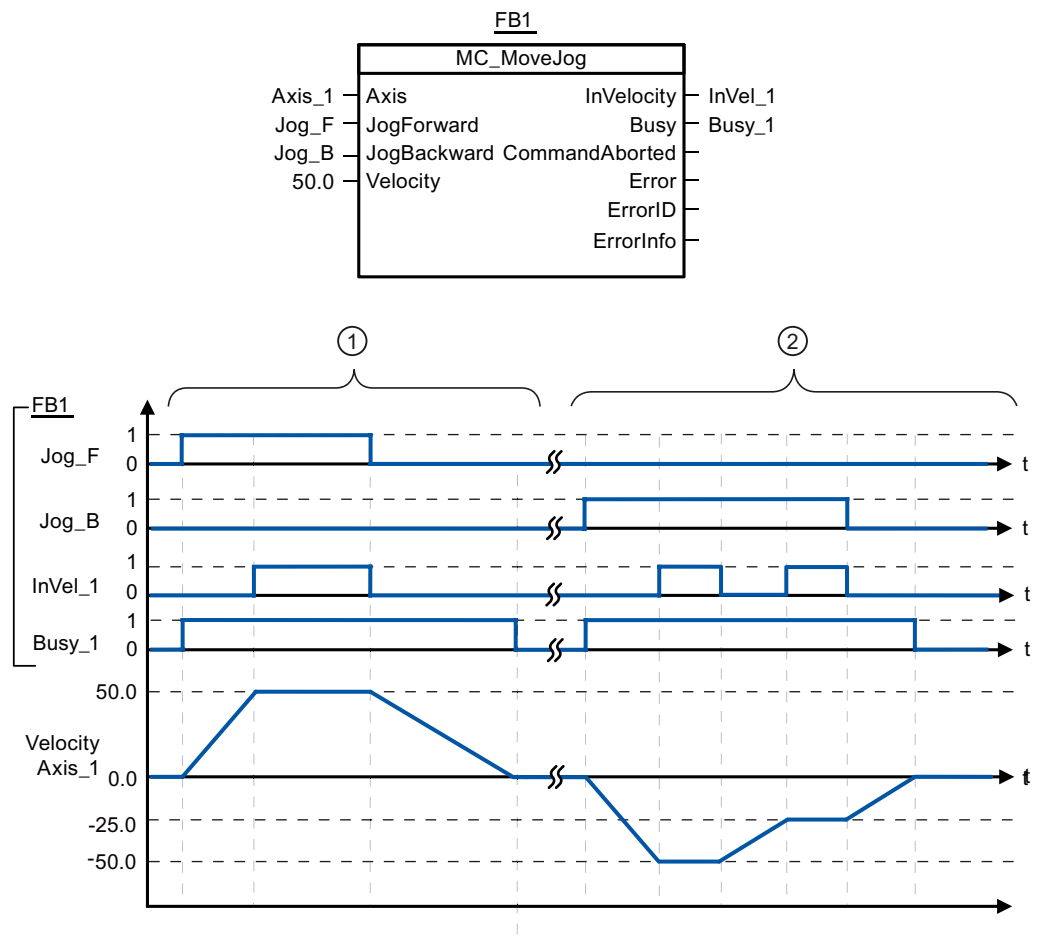 FB1
MC_MoveJog
Axis_1 Axis InVelocity InVel_1
Jog_F JogForward Busy Busy_1
Jog_B JogBackward CommandAborted
50.0 Velocity Error
ErrorID
ErrorInfo
1 2
FB1
1
Jog_F 0 t
1
Jog_B 0 t
1
InVel_1 0 t
1
Busy_1 0 t
50.0
Velocity
Axis_1
0.0 t
-25.0
-50.0